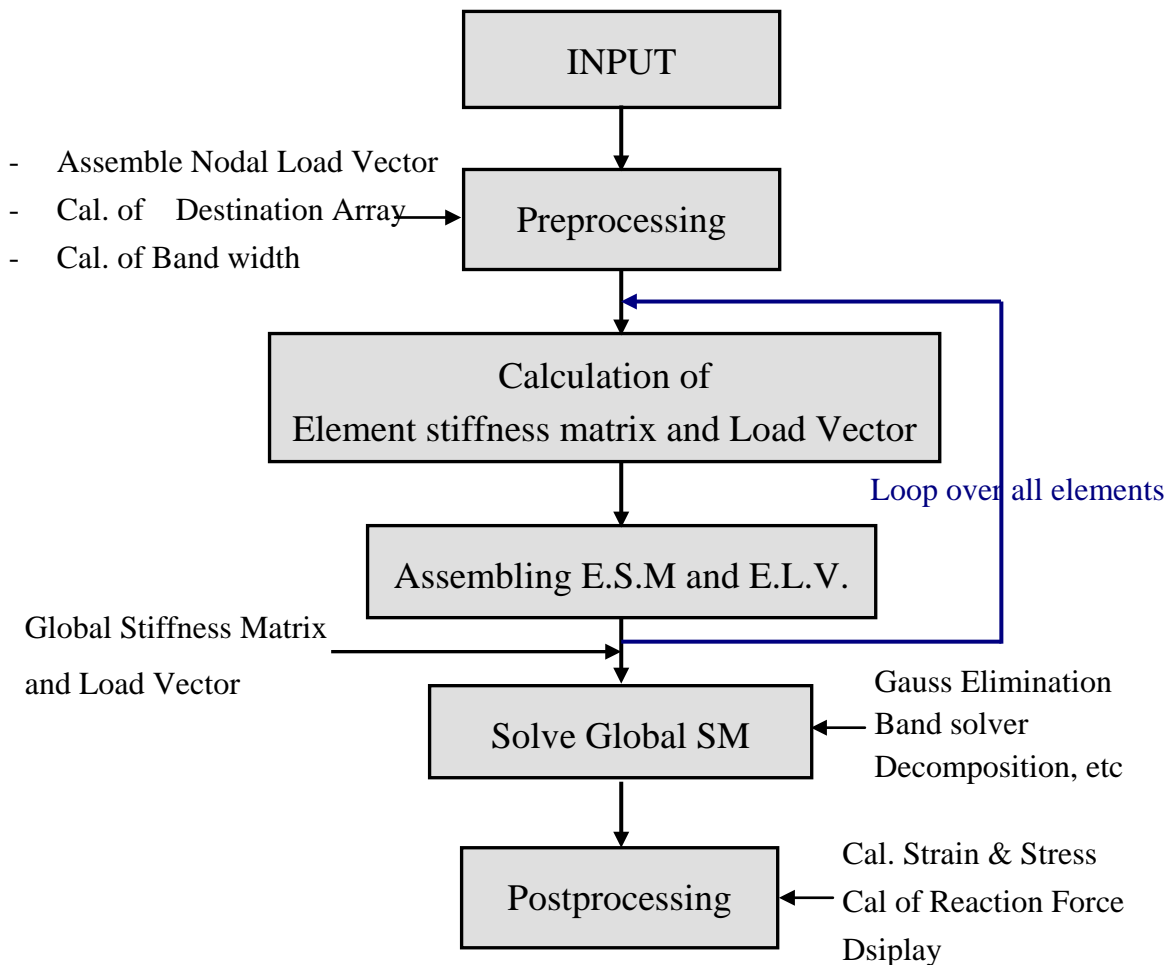 INPUT
- Assemble Nodal Load Vector
- Cal. of Destination Array
- Cal. of Band width
Preprocessing
Calculation of
Element stiffness matrix and Load Vector
Loop over all elements
Assembling E.S.M and E.L.V.
Global Stiffness Matrix
and Load Vector
Solve Global SM
Gauss Elimination
Band solver
Decomposition, etc
Postprocessing
Cal. Strain & Stress
Cal of Reaction Force
Dsiplay